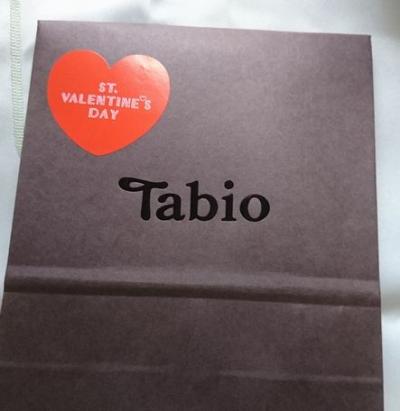 ST.
VALENTINE'S
DAY
Tabio